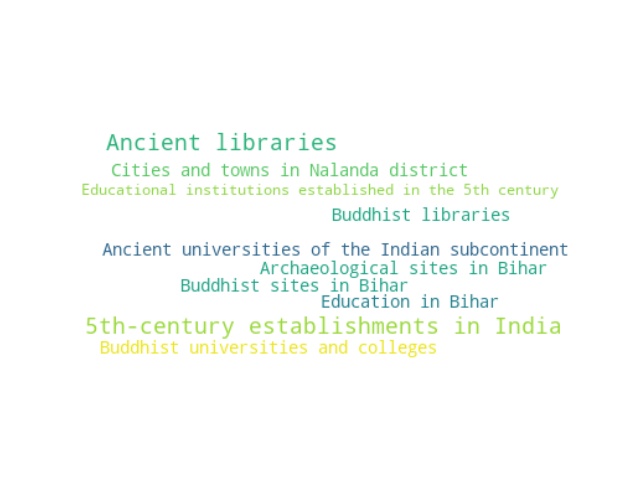 Ancient libraries
Cities and towns in Nalanda district
Educational institutions established in the 5th century
Buddhist libraries
Ancient universities of the Indian subcontinent
Archaeological sites in Bihar
Buddhist sites in Bihar
Education in Bihar
5th-century establishments in India
Buddhist universities and colleges